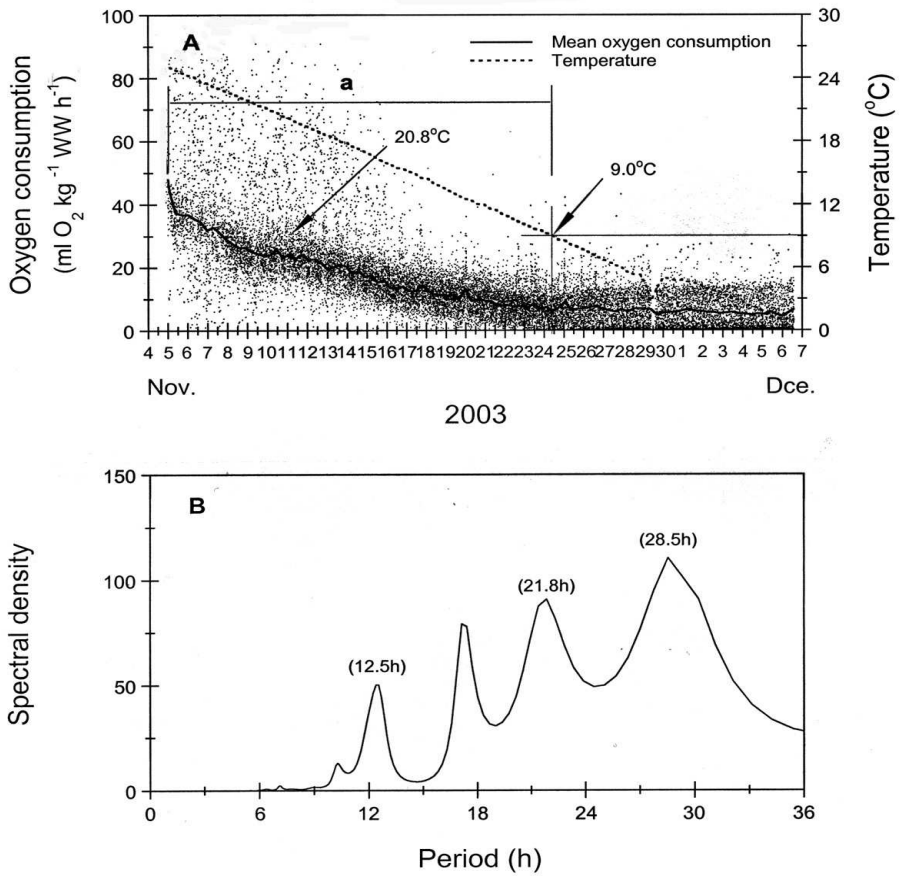 100
80
60
40
20
0
Oxygen consumption
(ml O₂ kg⁻¹ WW h⁻¹)
A
Mean oxygen consumption
Temperature
a
20.8°C
9.0°C
30
24
18
12
6
0
Temperature (°C)
4 5 6 7 8 9 10 11 12 13 14 15 16 17 18 19 20 21 22 23 24 25 26 27 28 29 30 1 2 3 4 5 6 7
Nov. Dce.
2003
150
100
50
0
Spectral density
B
(12.5h)
(21.8h)
(28.5h)
0 6 12 18 24 30 36
Period (h)